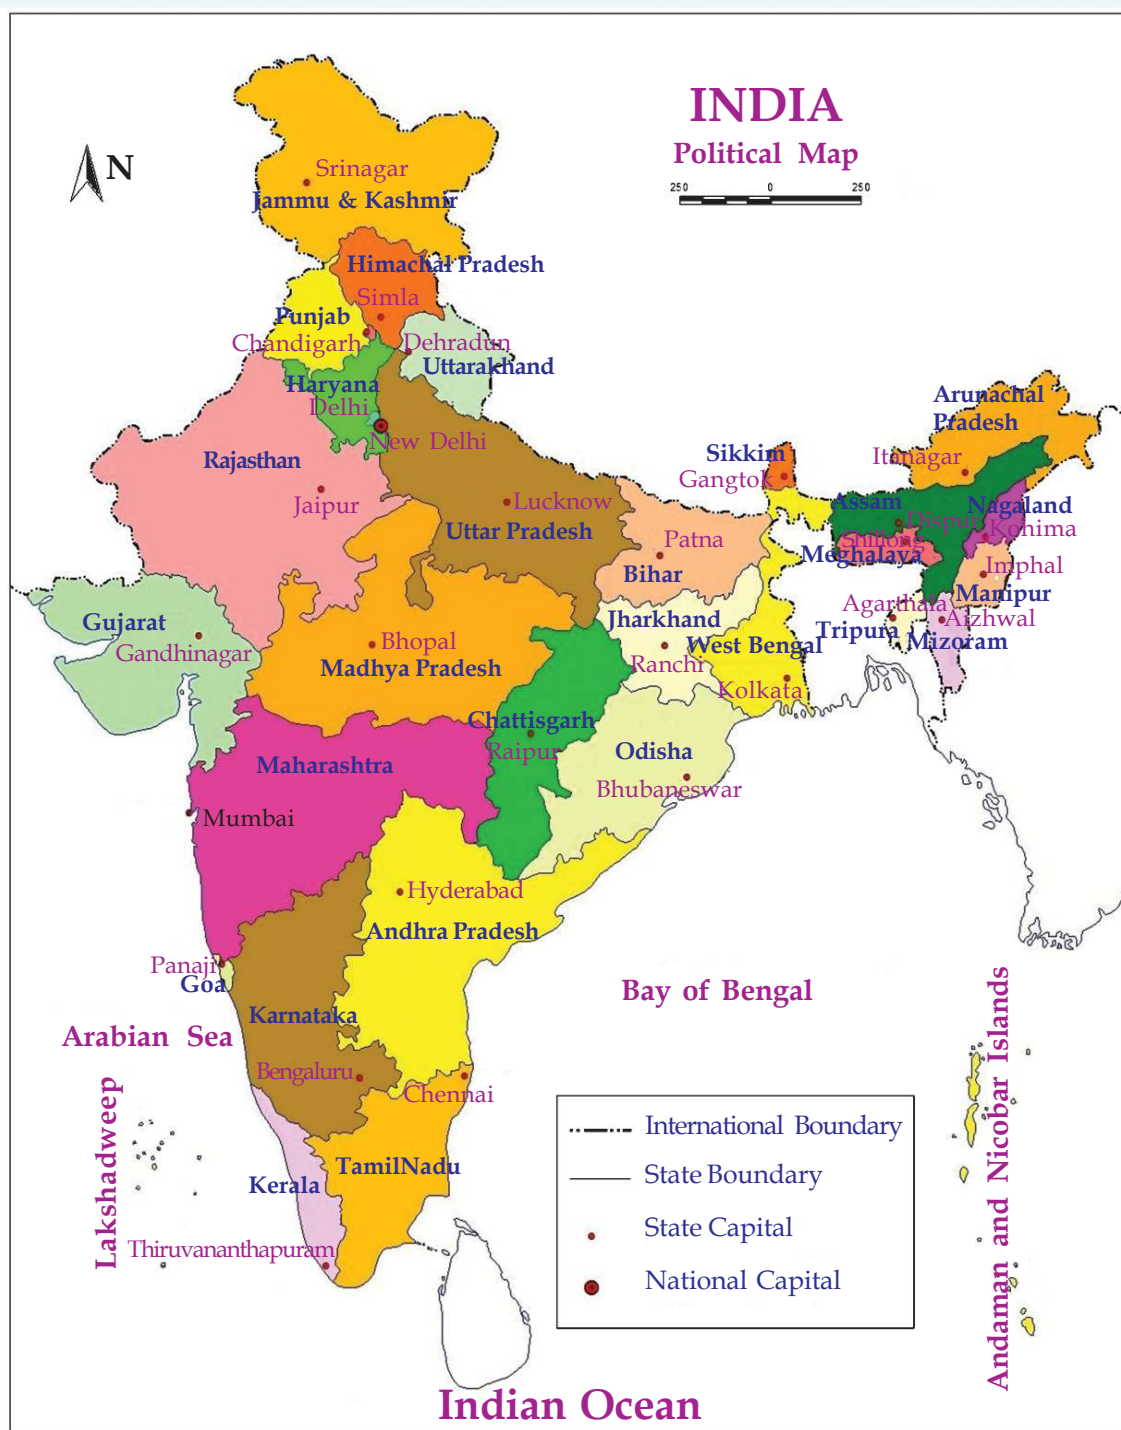 INDIA
Political Map
250 0 250
N
Srinagar
Jammu & Kashmir
Himachal Pradesh
Simla
Punjab
Chandigarh
Dehradun
Uttarakhand
Haryana
Delhi
New Delhi
Arunachal
Pradesh
Itanagar
Sikkim
Gangtok
Rajasthan
Jaipur
Lucknow
Uttar Pradesh
Assam
Dispur
Nagaland
Kohima
Shillong
Meghalaya
Patna
Bihar
Imphal
Manipur
Agarthala
Tripura
Aizhwal
Mizoram
Gujarat
Gandhinagar
Bhopal
Madhya Pradesh
Jharkhand
Ranchi
West Bengal
Kolkata
Chattisgarh
Raipur
Odisha
Bhubaneswar
Maharashtra
Mumbai
Hyderabad
Andhra Pradesh
Panaji
Goa
Karnataka
Bay of Bengal
Arabian Sea
Bengaluru
Chennai
Lakshadweep
TamilNadu
Kerala
Thiruvananthapuram
Andaman and Nicobar Islands
International Boundary
State Boundary
State Capital
National Capital
Indian Ocean